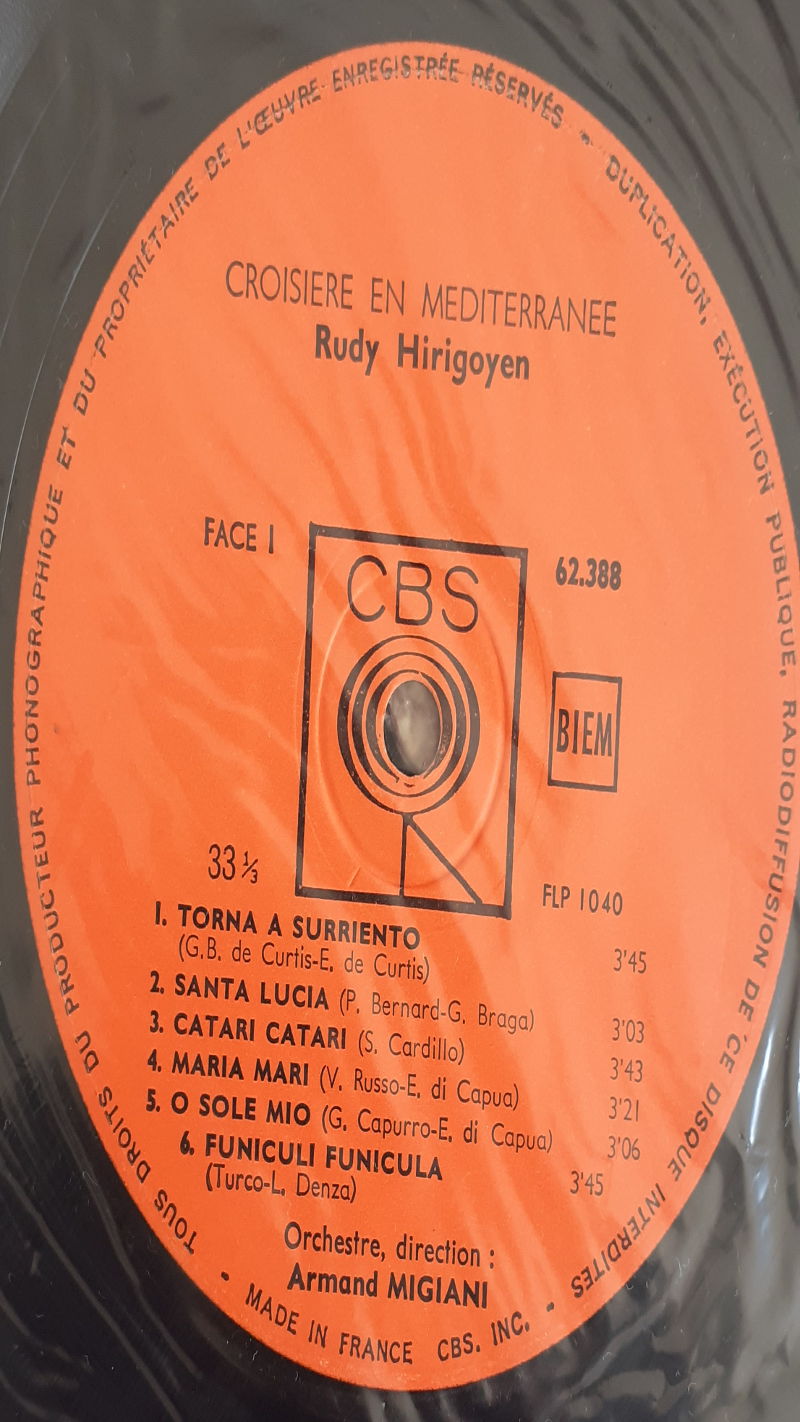 TOUS DROITS DU PRODUCTEUR PHONOGRAPHIQUE ET DU PROPRIÉTAIRE DE L'ŒUVRE ENREGISTRÉE RÉSERVÉS - DUPLICATION, EXÉCUTION PUBLIQUE, RADIODIFFUSION DE CE DISQUE INTERDITES -
CROISIERE EN MEDITERRANEE
Rudy Hirigoyen
FACE 1
CBS
62.388
BIEM
33 ⅓
FLP 1040
1. TORNA A SURRIENTO
(G.B. de Curtis-E. de Curtis) 3'45
2. SANTA LUCIA (P. Bernard-G. Braga) 3'03
3. CATARI CATARI (S. Cardillo) 3'43
4. MARIA MARI (V. Russo-E. di Capua) 3'21
5. O SOLE MIO (G. Capurro-E. di Capua) 3'06
6. FUNICULI FUNICULA
(Turco-L. Denza) 3'45
Orchestre, direction :
Armand MIGIANI
- MADE IN FRANCE CBS. INC. -